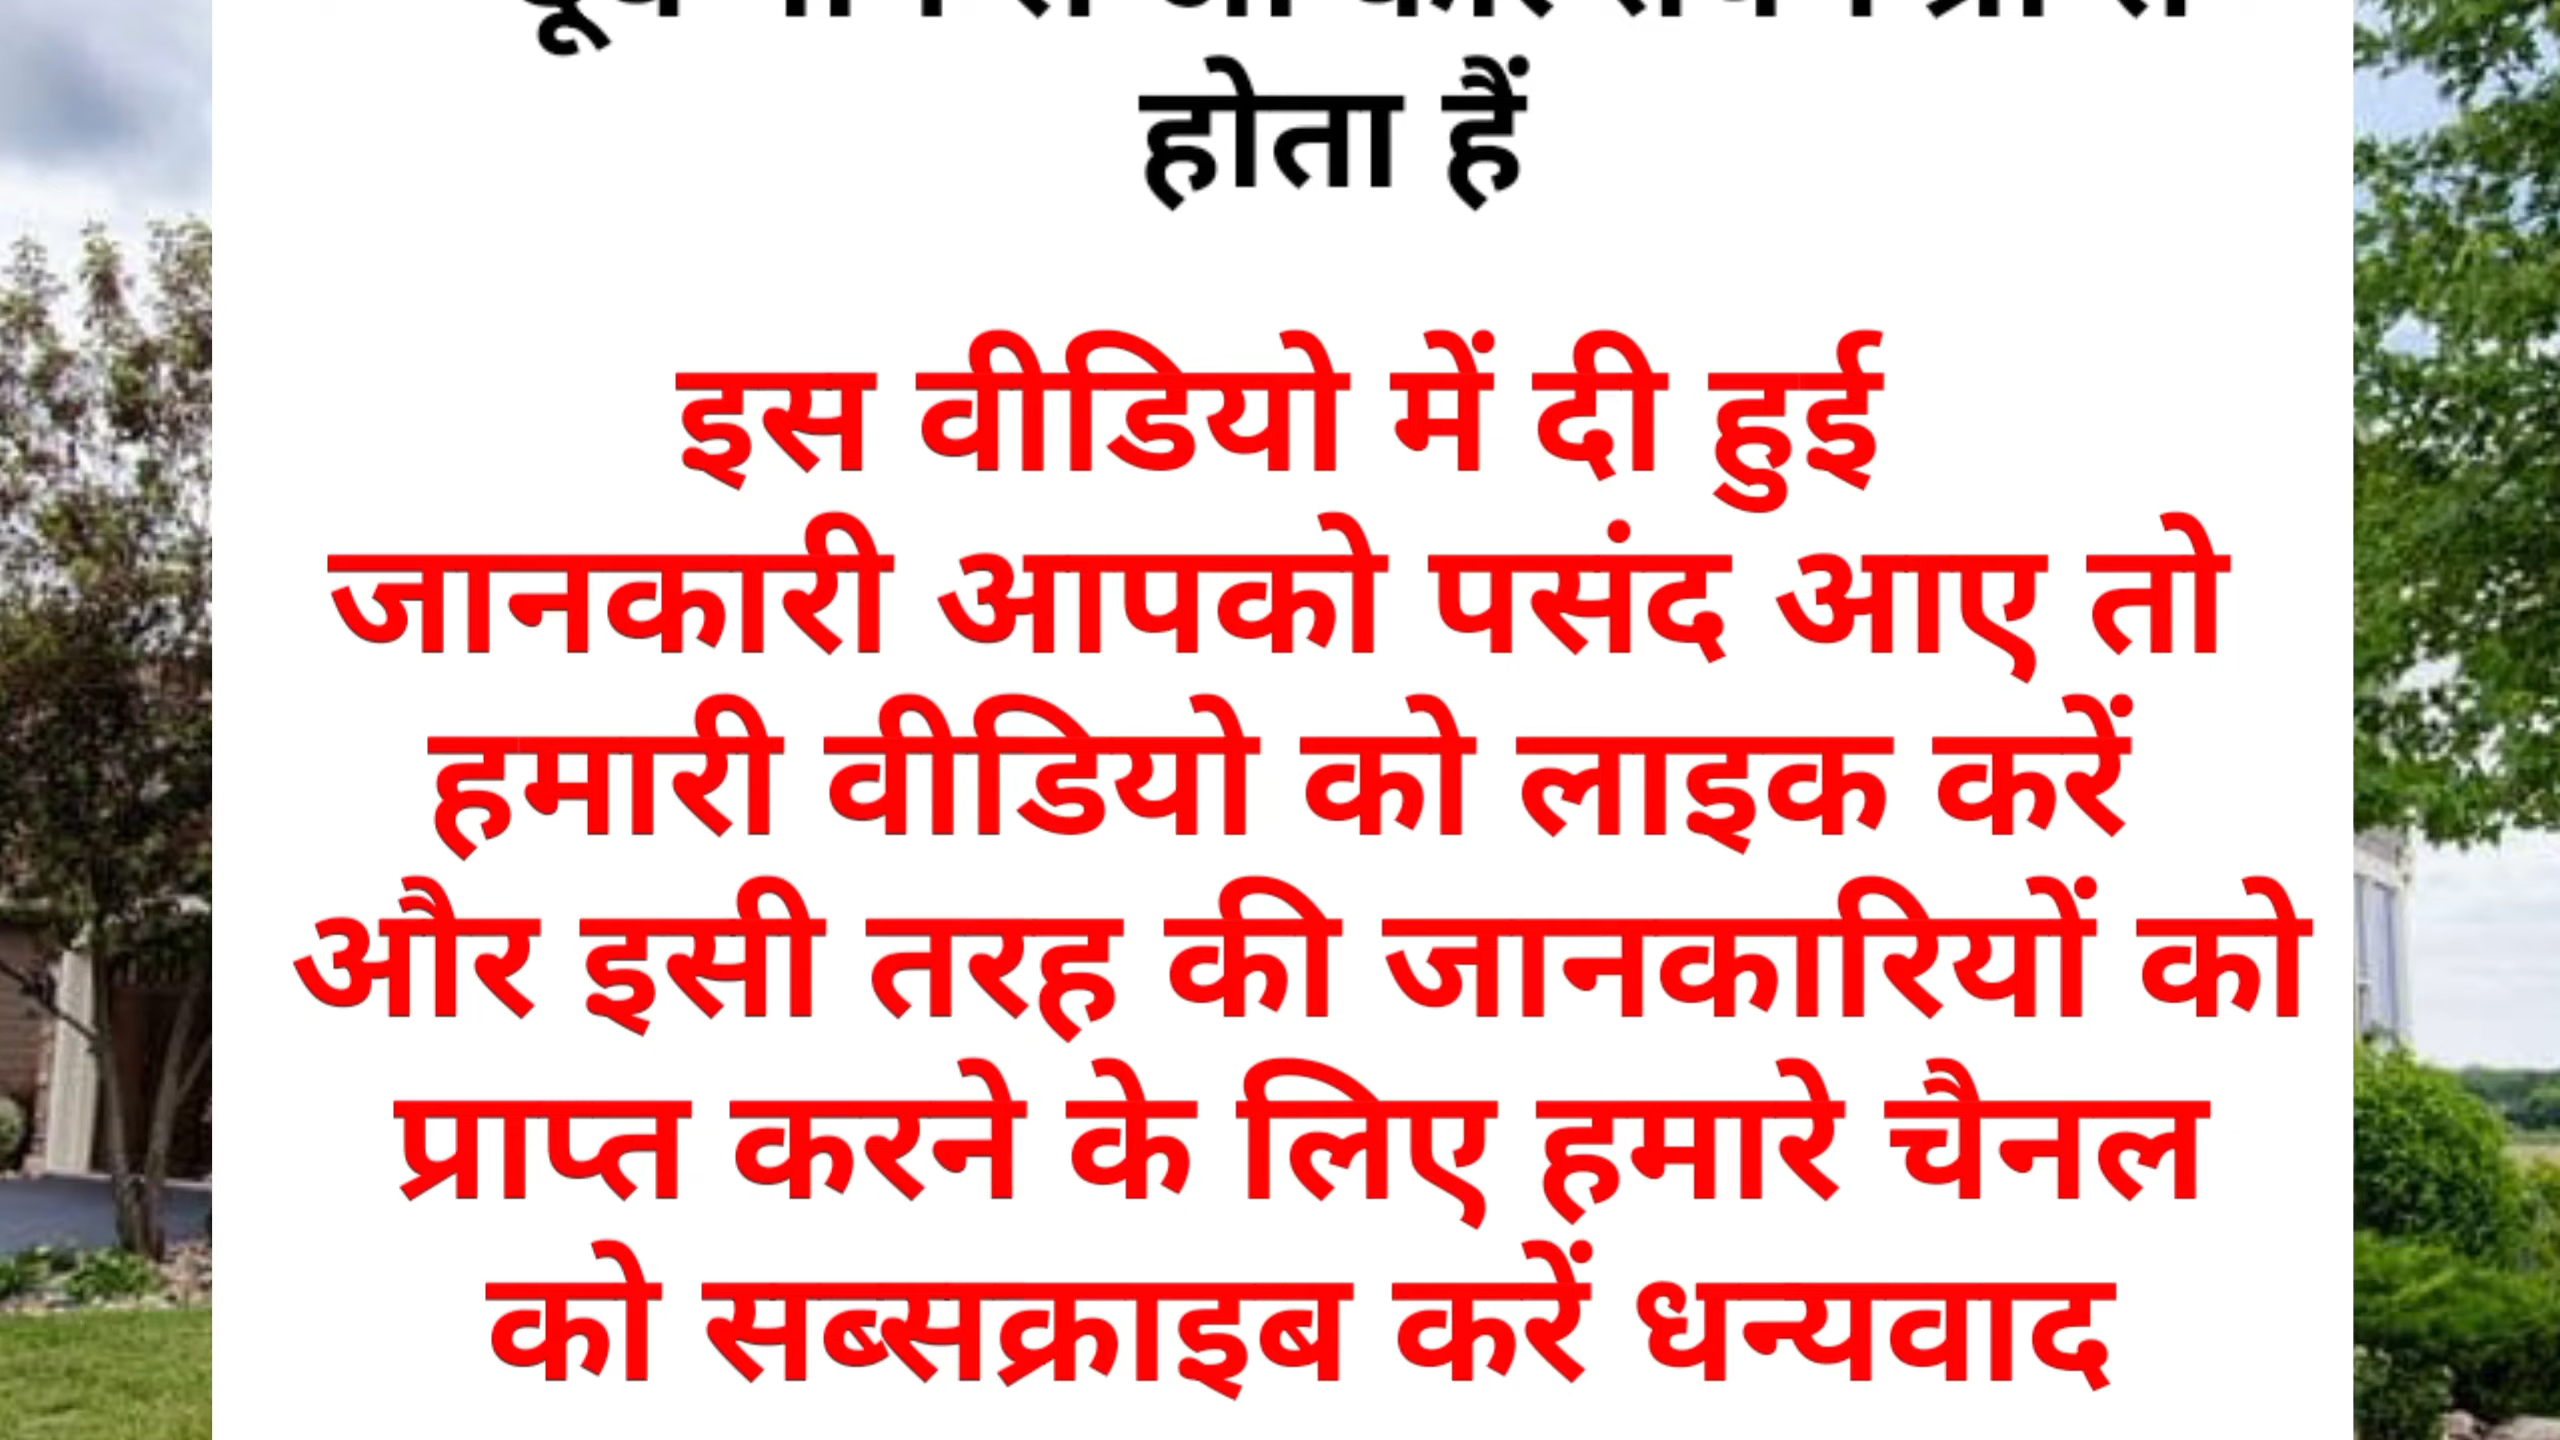 होता हैं
इस वीडियो में दी हुई
जानकारी आपको पसंद आए तो
हमारी वीडियो को लाइक करें
और इसी तरह की जानकारियों को
प्राप्त करने के लिए हमारे चैनल
को सब्सक्राइब करें धन्यवाद